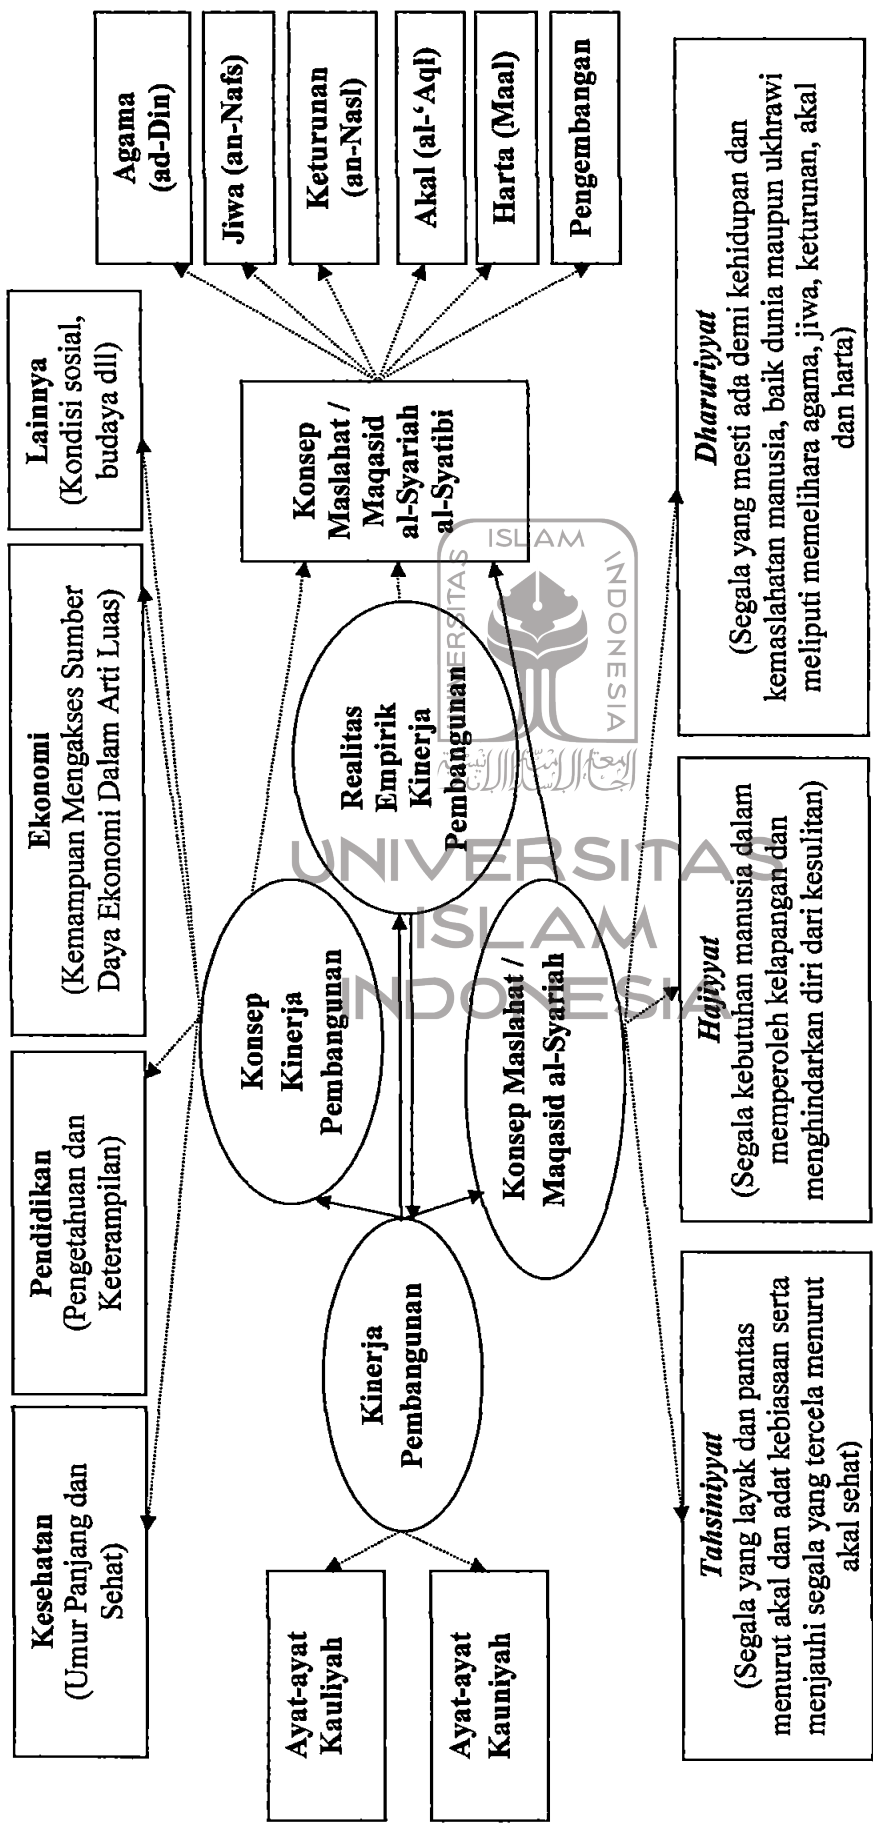 Kesehatan
(Umur Panjang dan
Sehat)
Pendidikan
(Pengetahuan dan
Keterampilan)
Ekonomi
(Kemampuan Mengakses Sumber
Daya Ekonomi Dalam Arti Luas)
Lainnya
(Kondisi sosial,
budaya dll)
Ayat-ayat
Kauliyah
Ayat-ayat
Kauniyah
Kinerja
Pembangunan
Konsep
Kinerja
Pembangunan
Konsep Maslahat /
Maqasid al-Syariah
Realitas
Empirik
Kinerja
Pembangunan
Konsep
Maslahat /
Maqasid
al-Syariah
al-Syatibi
Agama
(ad-Din)
Jiwa (an-Nafs)
Keturunan
(an-Nasl)
Akal (al-‘Aql)
Harta (Maal)
Pengembangan
Tahsiniyyat
(Segala yang layak dan pantas
menurut akal dan adat kebiasaan serta
menjauhi segala yang tercela menurut
akal sehat)
Hajiyyat
(Segala kebutuhan manusia dalam
memperoleh kelapangan dan
menghindarkan diri dari kesulitan)
Dharuriyyat
(Segala yang mesti ada demi kehidupan dan
kemaslahatan manusia, baik dunia maupun ukhrawi
meliputi memelihara agama, jiwa, keturunan, akal
dan harta)
UNIVERSITAS
ISLAM
INDONESIA
UNIVERSITAS
ISLAM
INDONESIA